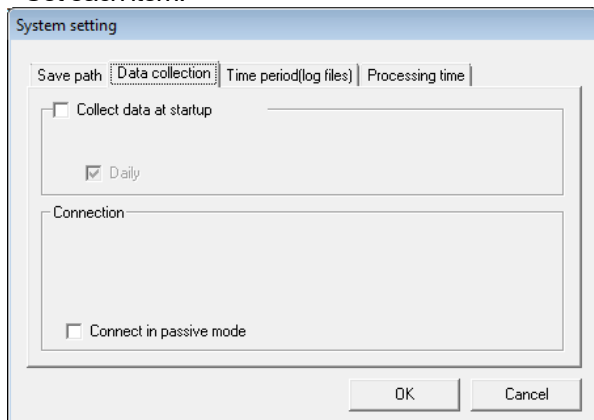 Set each item.
System setting
Save path Data collection Time period(log files) Processing time
Collect data at startup
Daily
Connection
Connect in passive mode
OK Cancel